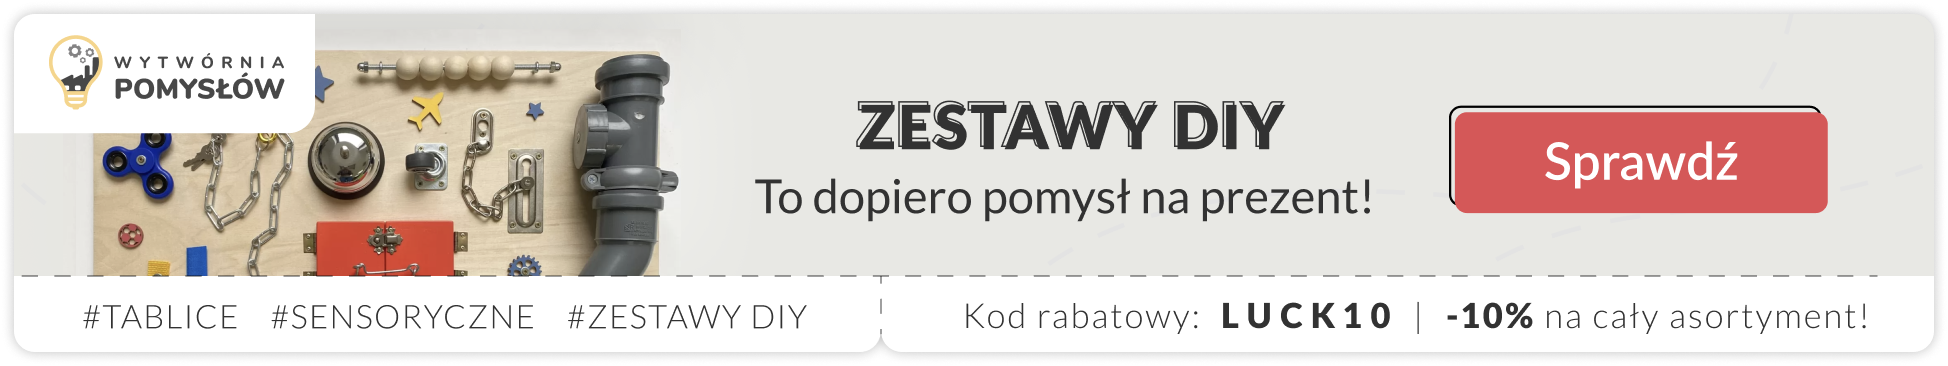 WYTWÓRNIA
POMYSŁÓW
ZESTAWY DIY
To dopiero pomysł na prezent!
Sprawdź
#TABLICE #SENSORYCZNE #ZESTAWY DIY
Kod rabatowy: LUCK10 | -10% na cały asortyment!